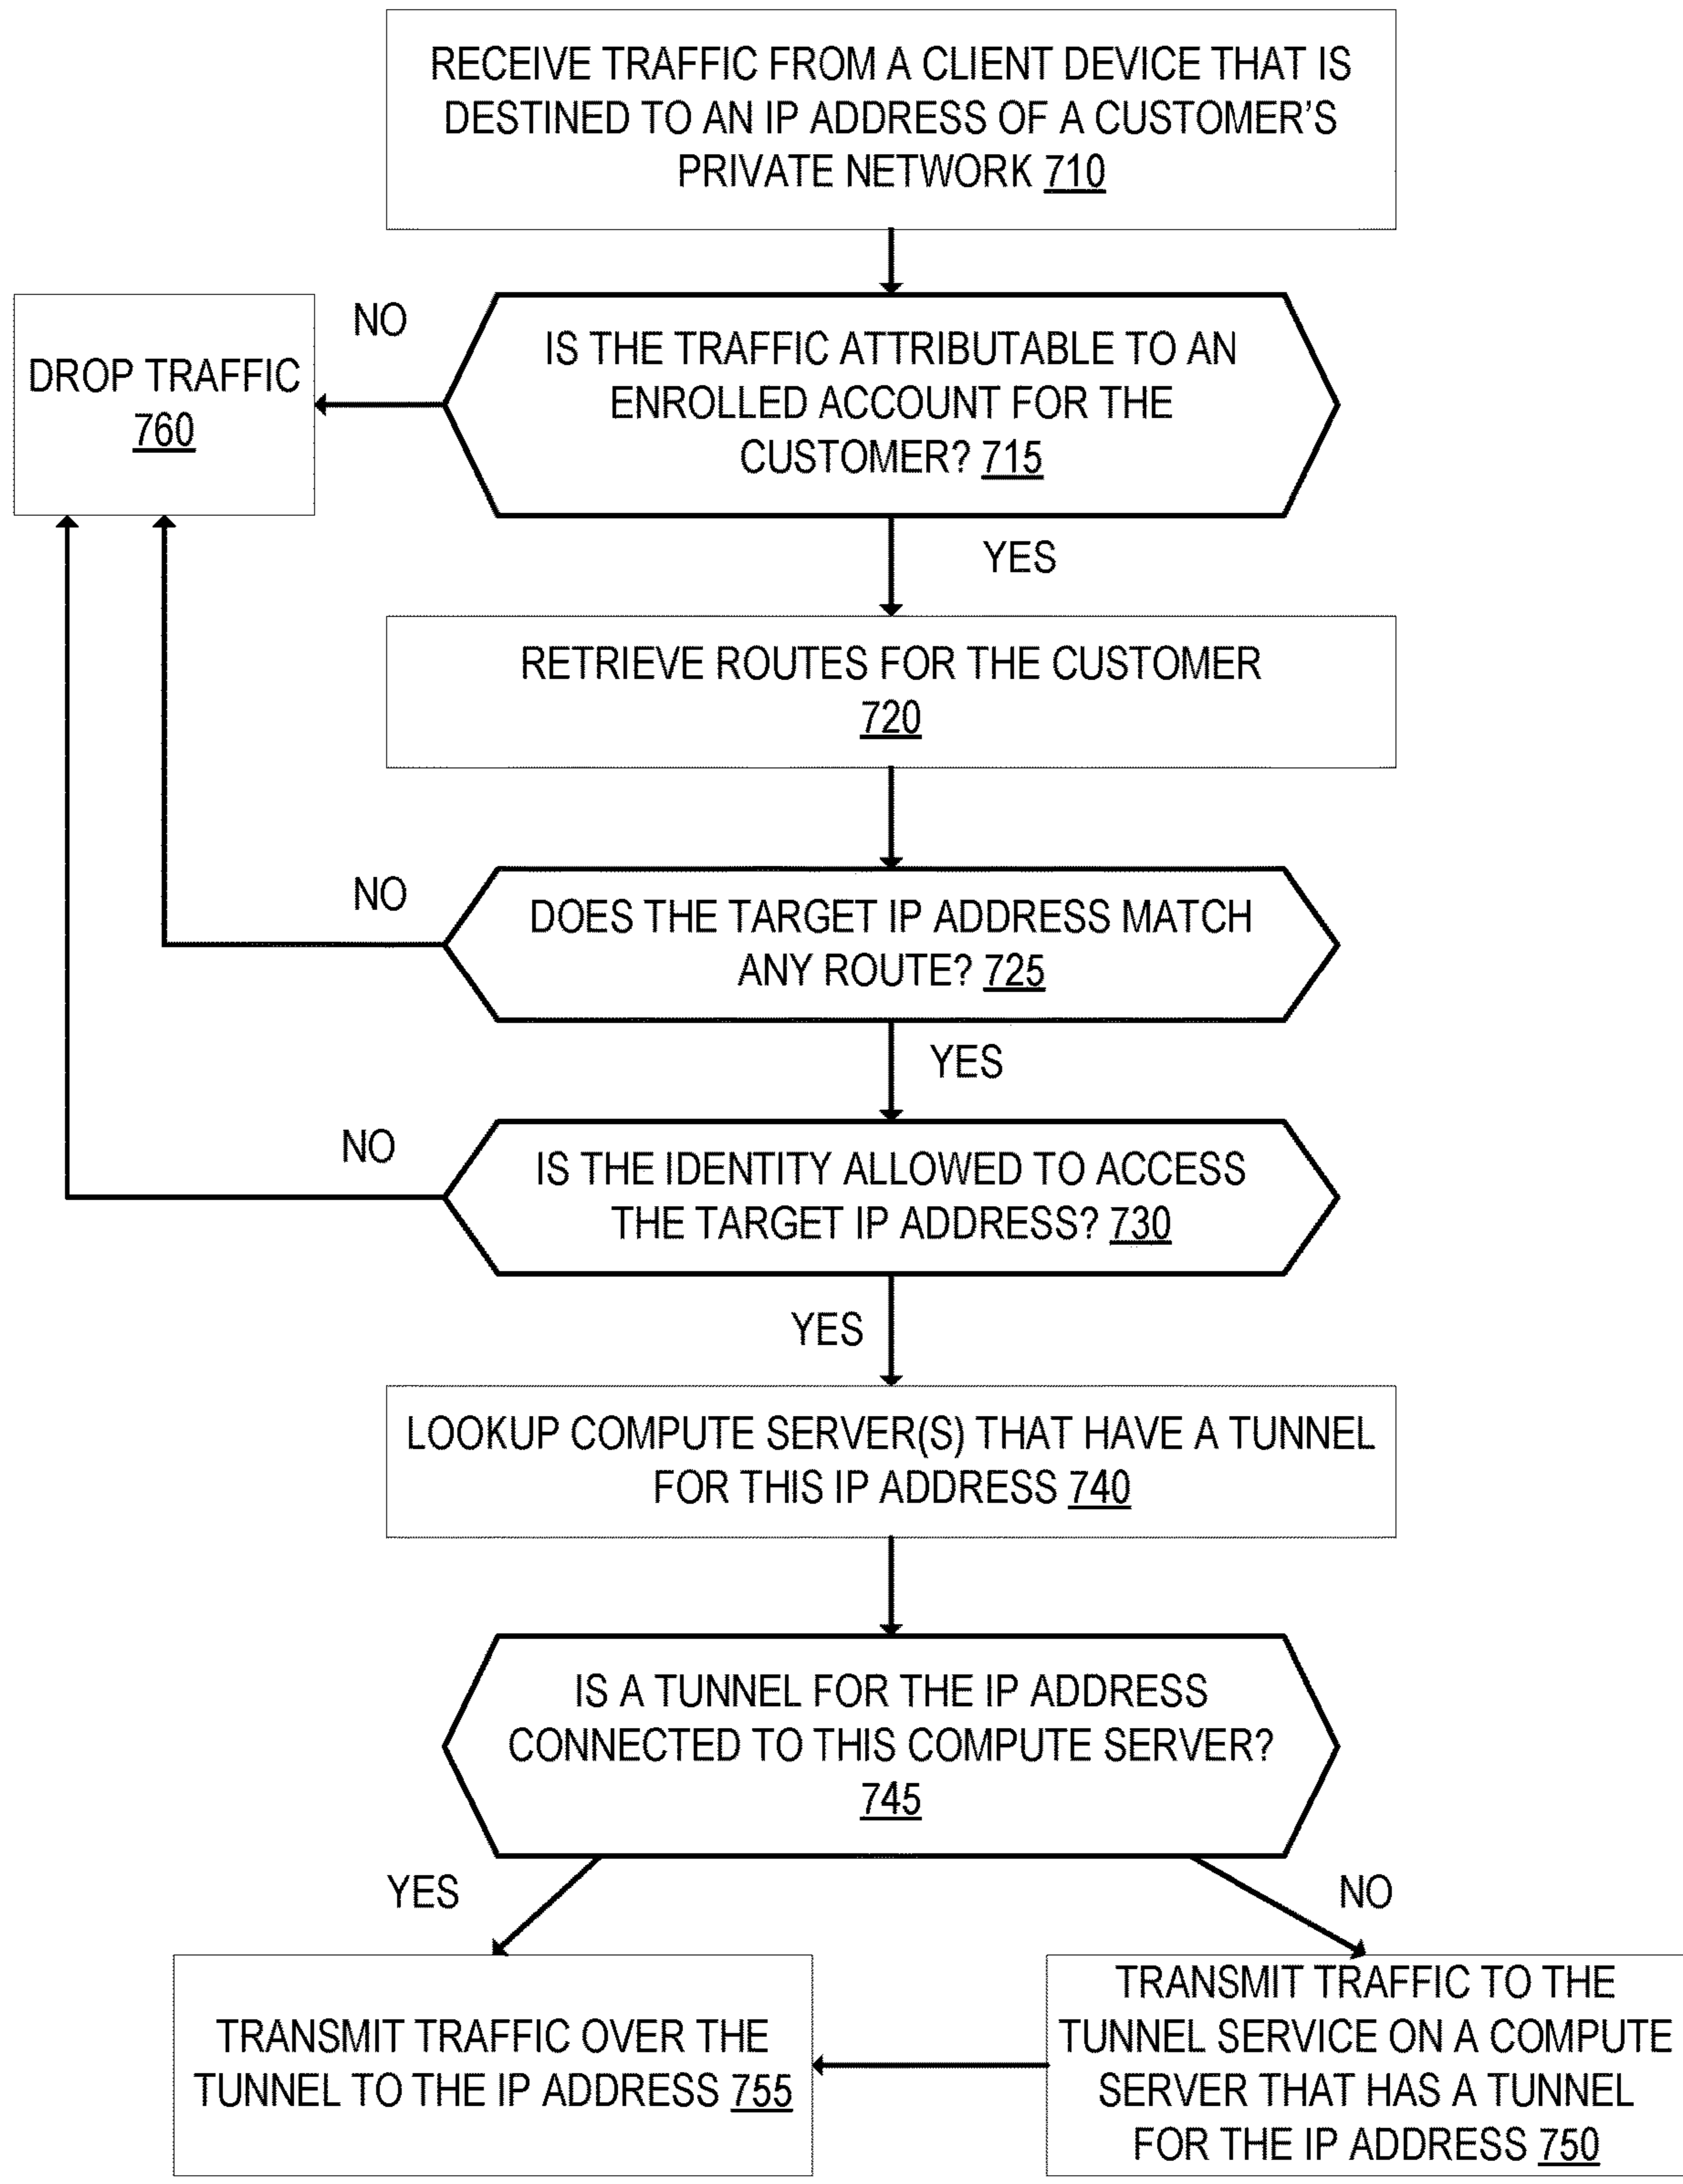 RECEIVE TRAFFIC FROM A CLIENT DEVICE THAT IS
DESTINED TO AN IP ADDRESS OF A CUSTOMER’S
PRIVATE NETWORK 710
NO
DROP TRAFFIC
760
IS THE TRAFFIC ATTRIBUTABLE TO AN
ENROLLED ACCOUNT FOR THE
CUSTOMER? 715
YES
RETRIEVE ROUTES FOR THE CUSTOMER
720
NO
DOES THE TARGET IP ADDRESS MATCH
ANY ROUTE? 725
YES
NO
IS THE IDENTITY ALLOWED TO ACCESS
THE TARGET IP ADDRESS? 730
YES
LOOKUP COMPUTE SERVER(S) THAT HAVE A TUNNEL
FOR THIS IP ADDRESS 740
IS A TUNNEL FOR THE IP ADDRESS
CONNECTED TO THIS COMPUTE SERVER?
745
YES
NO
TRANSMIT TRAFFIC OVER THE
TUNNEL TO THE IP ADDRESS 755
TRANSMIT TRAFFIC TO THE
TUNNEL SERVICE ON A COMPUTE
SERVER THAT HAS A TUNNEL
FOR THE IP ADDRESS 750